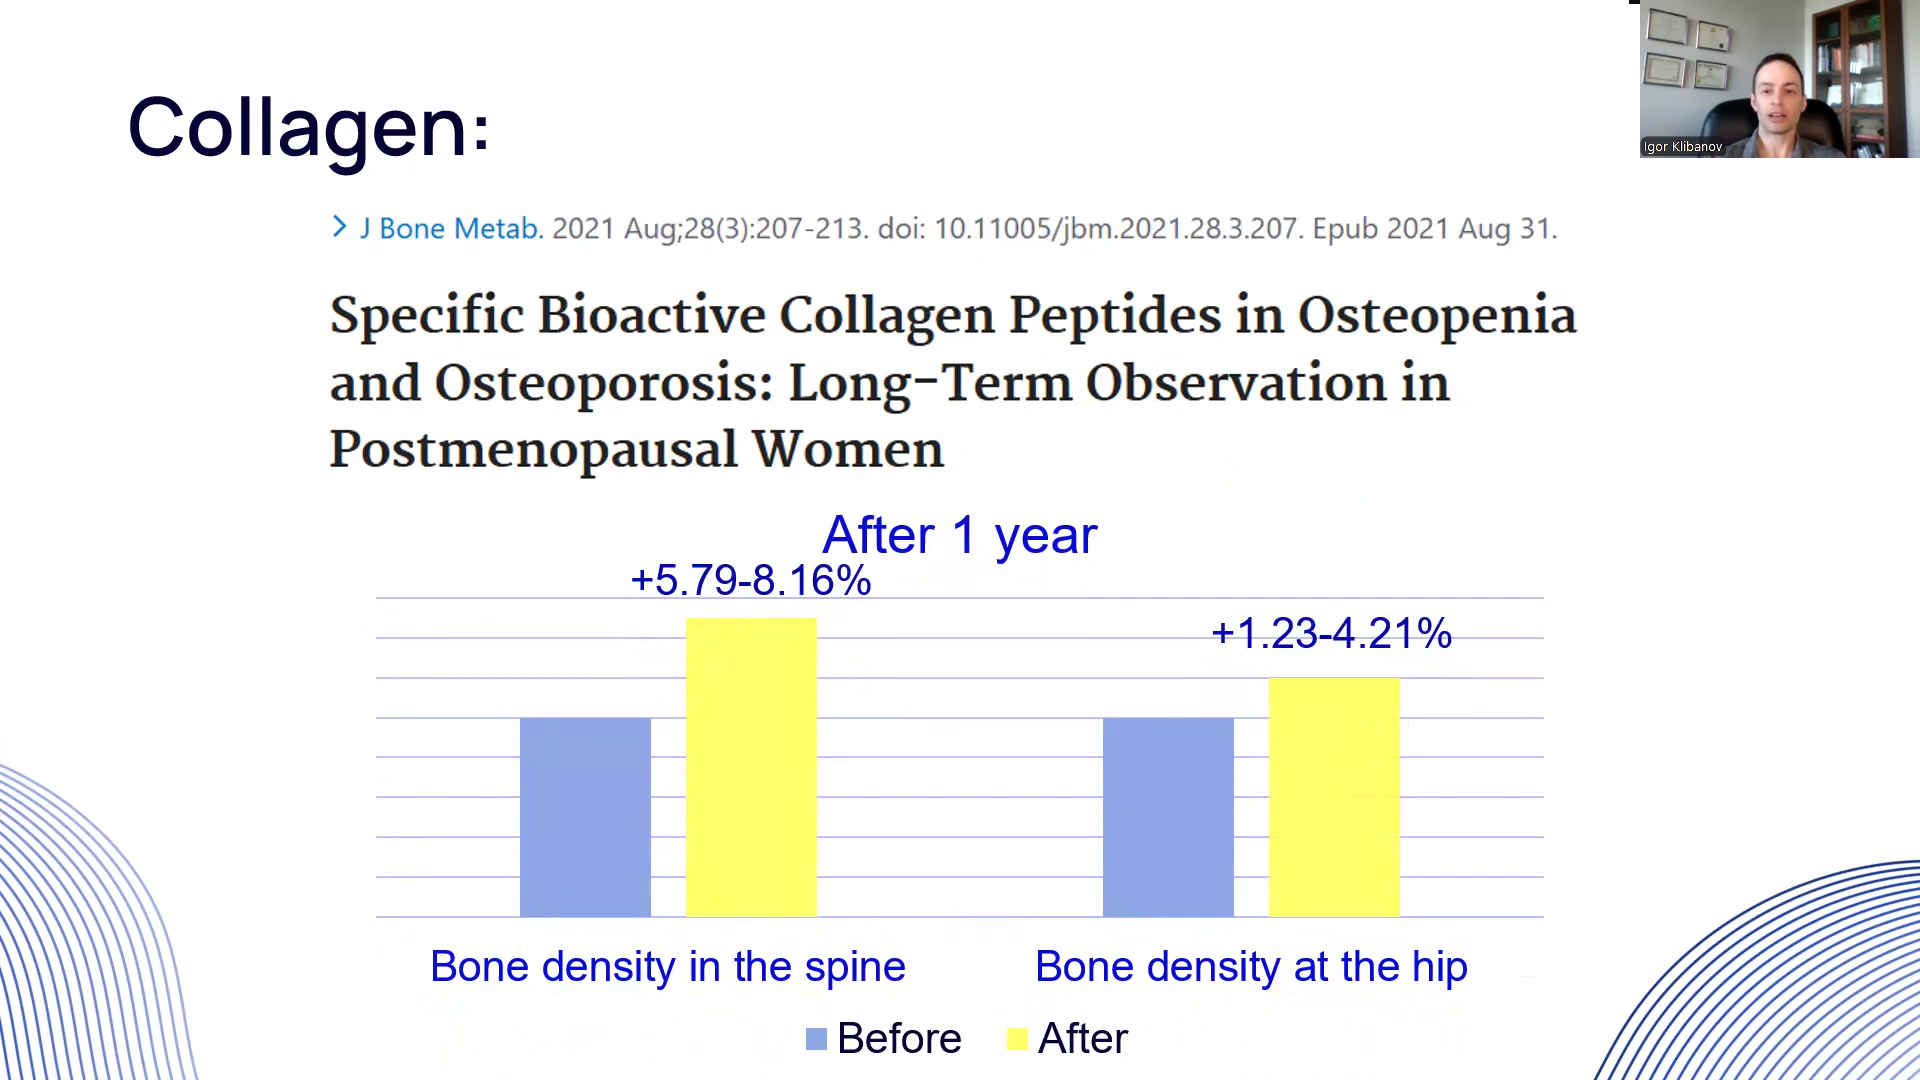 Collagen:
Igor Klibanov
> J Bone Metab. 2021 Aug;28(3):207-213. doi: 10.11005/jbm.2021.28.3.207. Epub 2021 Aug 31.
Specific Bioactive Collagen Peptides in Osteopenia
and Osteoporosis: Long-Term Observation in
Postmenopausal Women
After 1 year
+5.79-8.16%
+1.23-4.21%
Bone density in the spine
Bone density at the hip
Before After